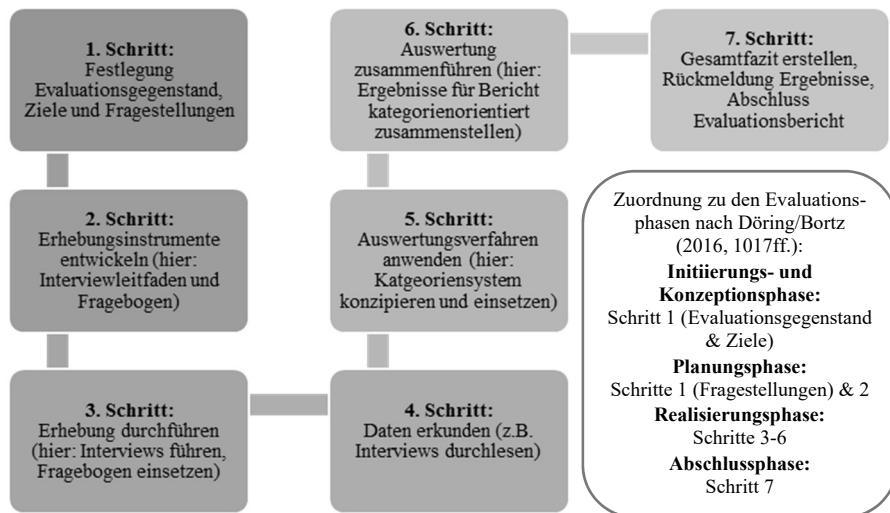 1. Schritt:
Festlegung
Evaluationsgegenstand,
Ziele und Fragestellungen
2. Schritt:
Erhebungsinstrumente
entwickeln (hier:
Interviewleitfaden und
Fragebogen)
3. Schritt:
Erhebung durchführen
(hier: Interviews führen,
Fragebogen einsetzen)
4. Schritt:
Daten erkunden (z.B.
Interviews durchlesen)
5. Schritt:
Auswertungsverfahren
anwenden (hier:
Katgeoriensystem
konzipieren und einsetzen)
6. Schritt:
Auswertung
zusammenführen (hier:
Ergebnisse für Bericht
kategorienorientiert
zusammenstellen)
7. Schritt:
Gesamtfazit erstellen,
Rückmeldung Ergebnisse,
Abschluss
Evaluationsbericht
Zuordnung zu den Evaluations-
phasen nach Döring/Bortz
(2016, 1017ff.):
Initiierungs- und
Konzeptionsphase:
Schritt 1 (Evaluationsgegenstand
& Ziele)
Planungsphase:
Schritte 1 (Fragestellungen) & 2
Realisierungsphase:
Schritte 3-6
Abschlussphase:
Schritt 7